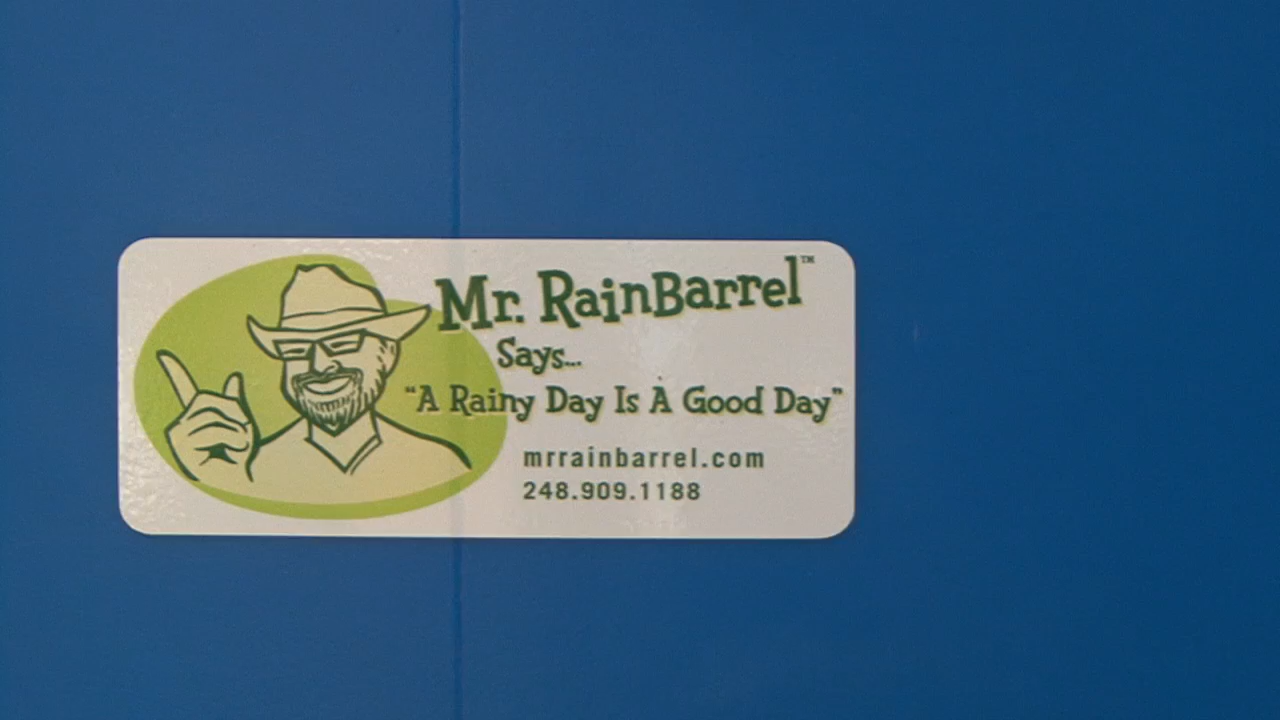 Mr. RainBarrel™
Says...
"A Rainy Day Is A Good Day"
mrrainbarrel.com
248.909.1188